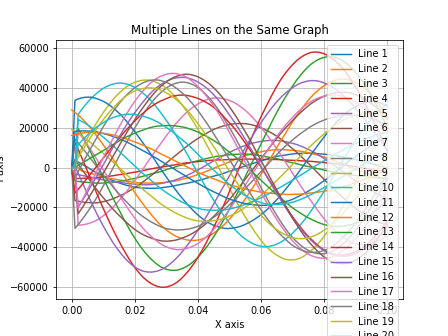 Multiple Lines on the Same Graph
60000
40000
20000
0
−20000
−40000
−60000
0.00
0.02
0.04
0.06
X axis
Line 1
Line 2
Line 3
Line 4
Line 5
Line 6
Line 7
Line 8
Line 9
Line 10
Line 11
Line 12
Line 13
Line 14
Line 15
Line 16
Line 17
Line 18
Line 19
Line 20